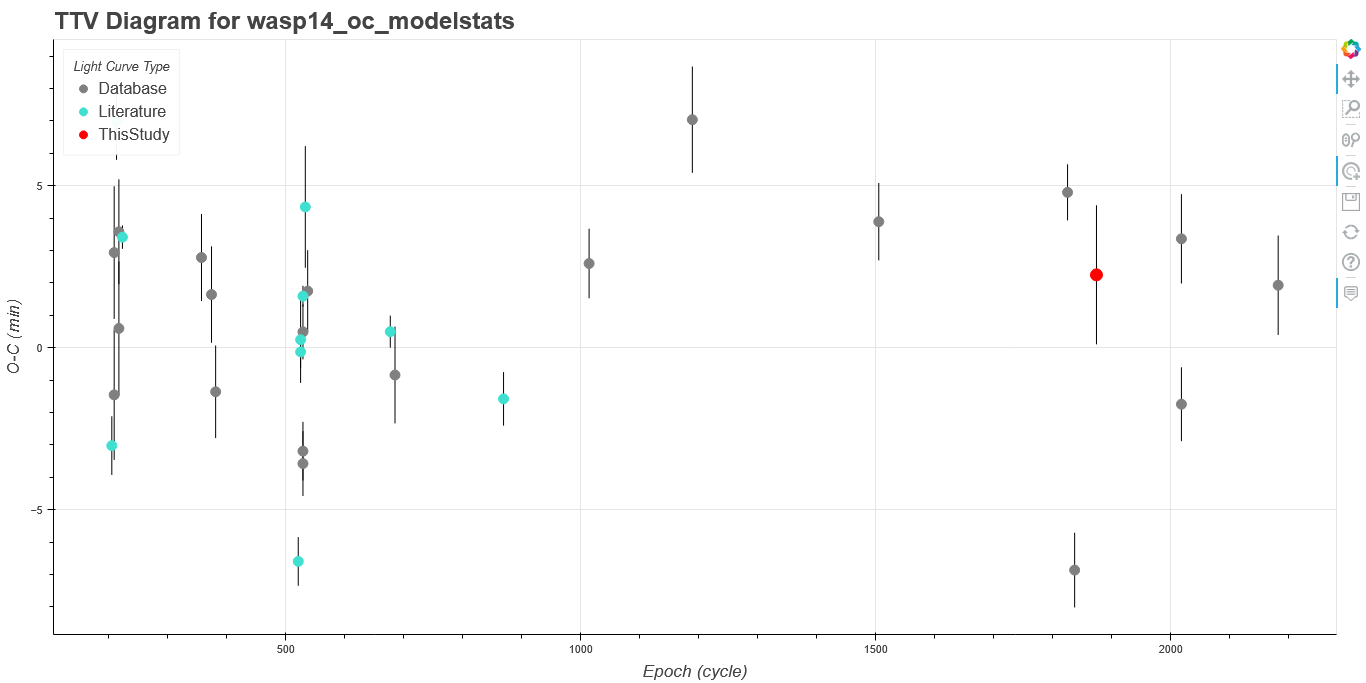 TTV Diagram for wasp14_oc_modelstats
Light Curve Type
Database
Literature
ThisStudy
5
0
−5
O-C (min)
500
1000
1500
2000
Epoch (cycle)